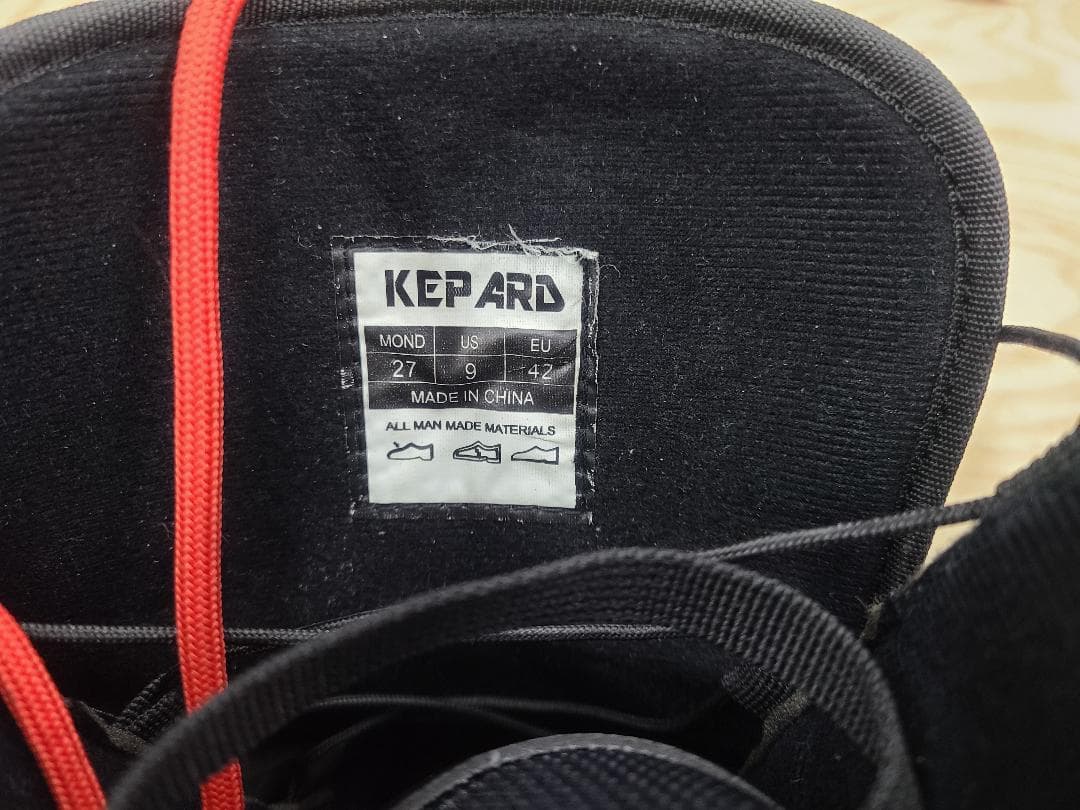 KEPARD
MOND US EU
27 9 42
MADE IN CHINA
ALL MAN MADE MATERIALS